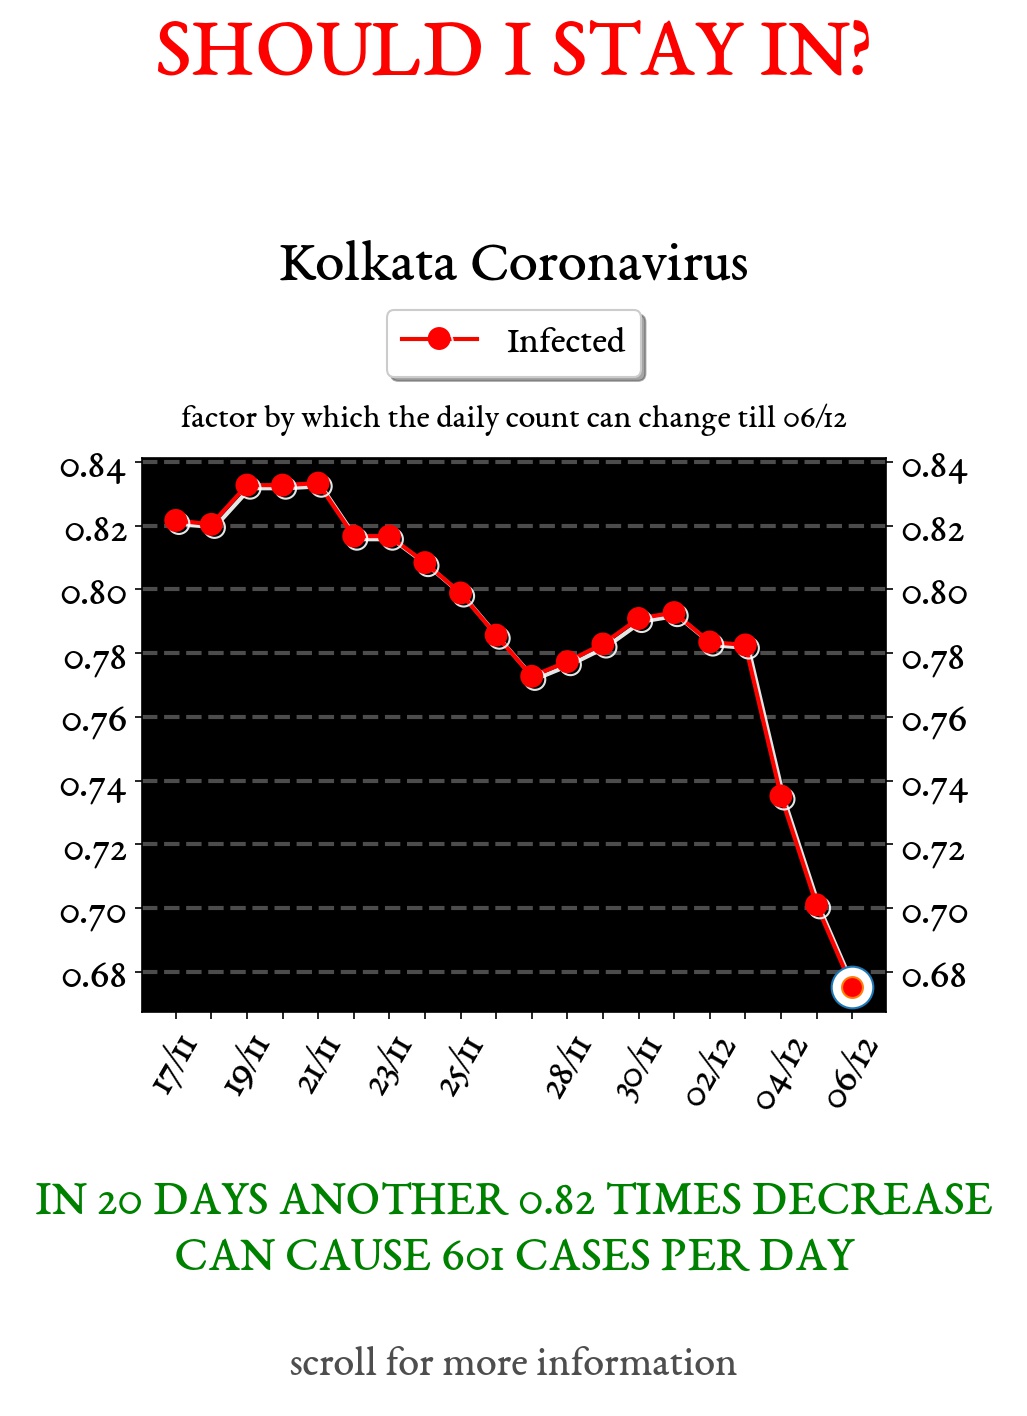 SHOULD I STAY IN?
Kolkata Coronavirus
Infected
factor by which the daily count can change till 06/12
0.84 0.84
0.82 0.82
0.80 0.80
0.78 0.78
0.76 0.76
0.74 0.74
0.72 0.72
0.70 0.70
0.68 0.68
17/11 19/11 21/11 23/11 25/11 28/11 30/11 02/12 04/12 06/12
IN 20 DAYS ANOTHER 0.82 TIMES DECREASE
CAN CAUSE 601 CASES PER DAY
scroll for more information